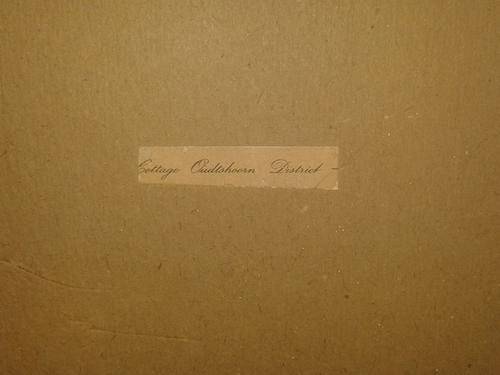 Cottage Oudtshoorn District -